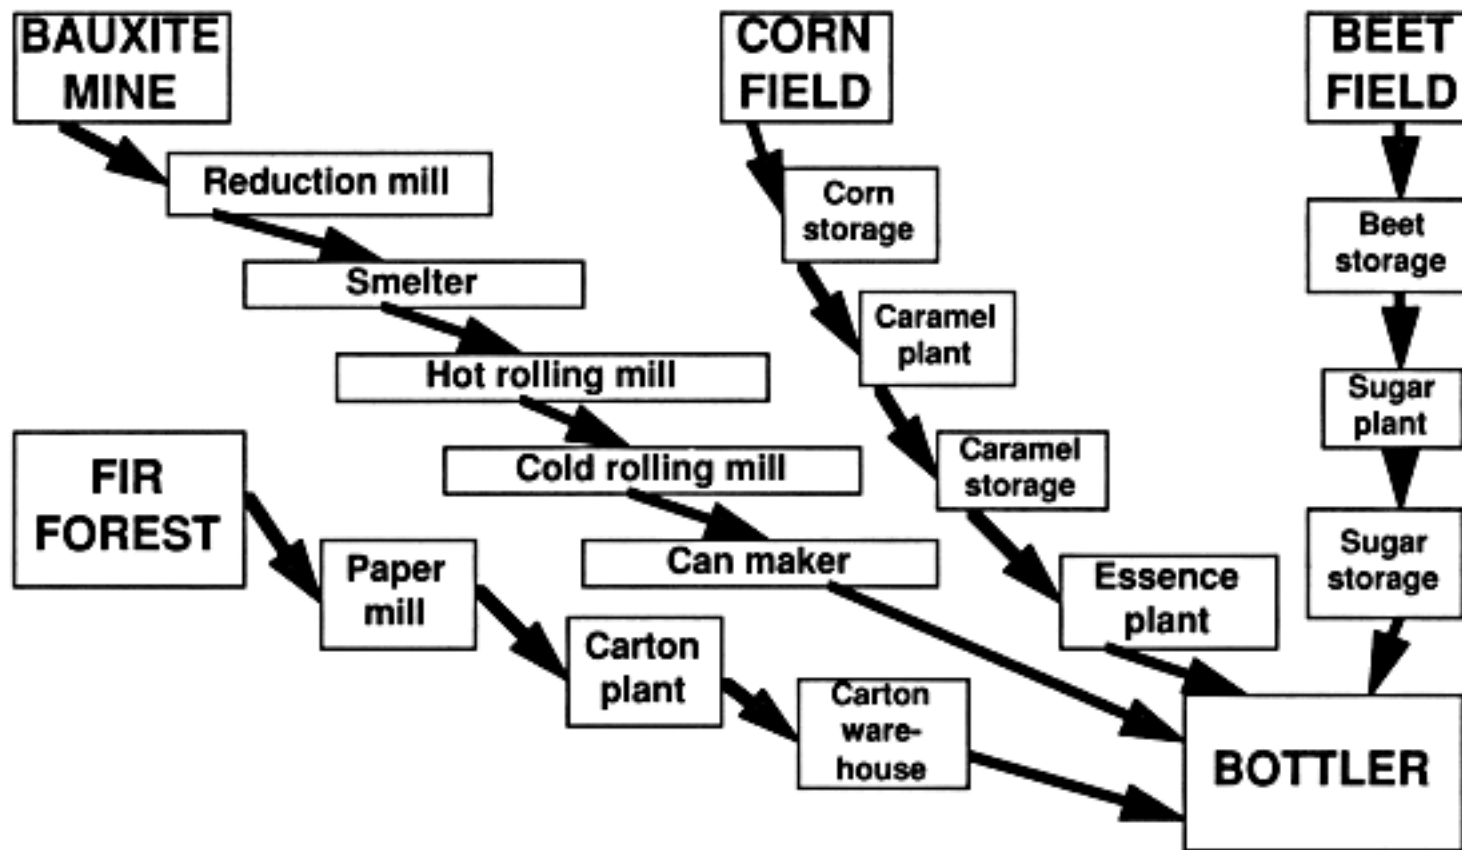 BAUXITE
MINE
CORN
FIELD
BEET
FIELD
Reduction mill
Corn
storage
Beet
storage
Smelter
Caramel
plant
Hot rolling mill
Sugar
plant
FIR
FOREST
Cold rolling mill
Caramel
storage
Paper
mill
Can maker
Essence
plant
Sugar
storage
Carton
plant
Carton
ware-
house
BOTTLER